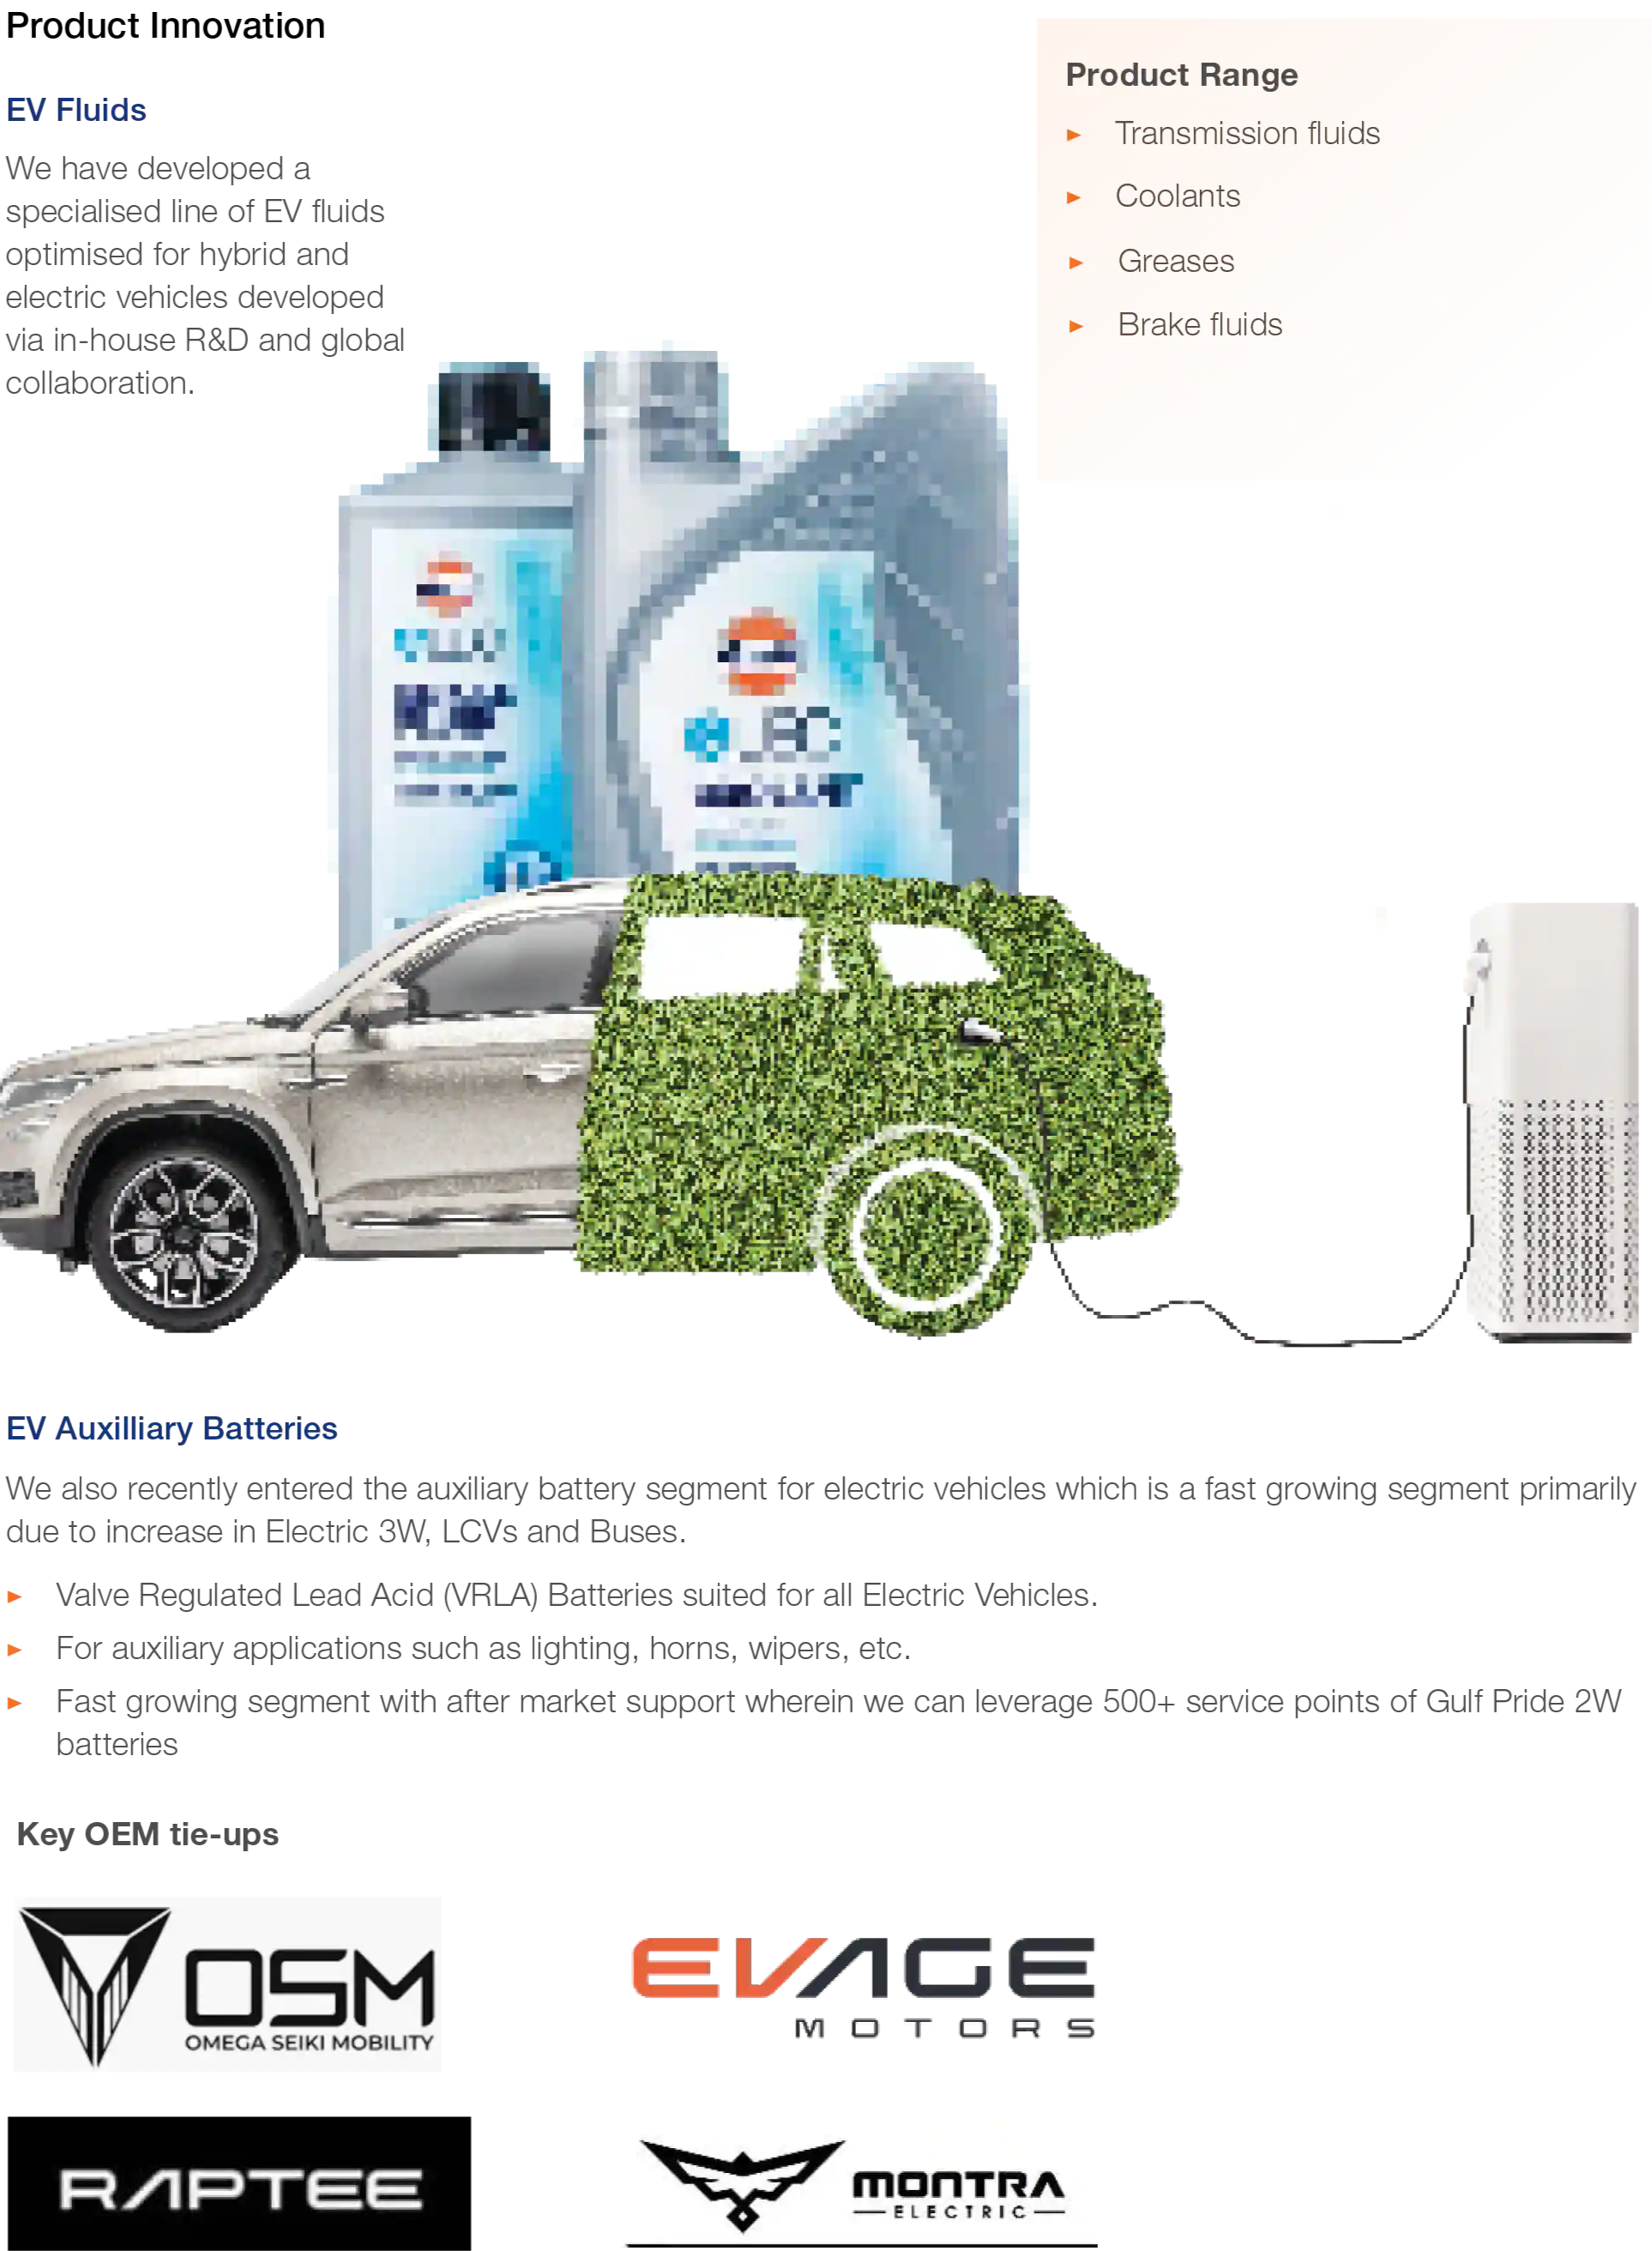 Product Innovation
EV Fluids
We have developed a
specialised line of EV fluids
optimised for hybrid and
electric vehicles developed
via in-house R&D and global
collaboration.
Product Range
► Transmission fluids
► Coolants
► Greases
► Brake fluids
EV Auxilliary Batteries
We also recently entered the auxiliary battery segment for electric vehicles which is a fast growing segment primarily
due to increase in Electric 3W, LCVs and Buses.
► Valve Regulated Lead Acid (VRLA) Batteries suited for all Electric Vehicles.
► For auxiliary applications such as lighting, horns, wipers, etc.
► Fast growing segment with after market support wherein we can leverage 500+ service points of Gulf Pride 2W
batteries
Key OEM tie-ups
OSM
OMEGA SEIKI MOBILITY
EVAGE
MOTORS
RAPTEE
MONTRA
ELECTRIC